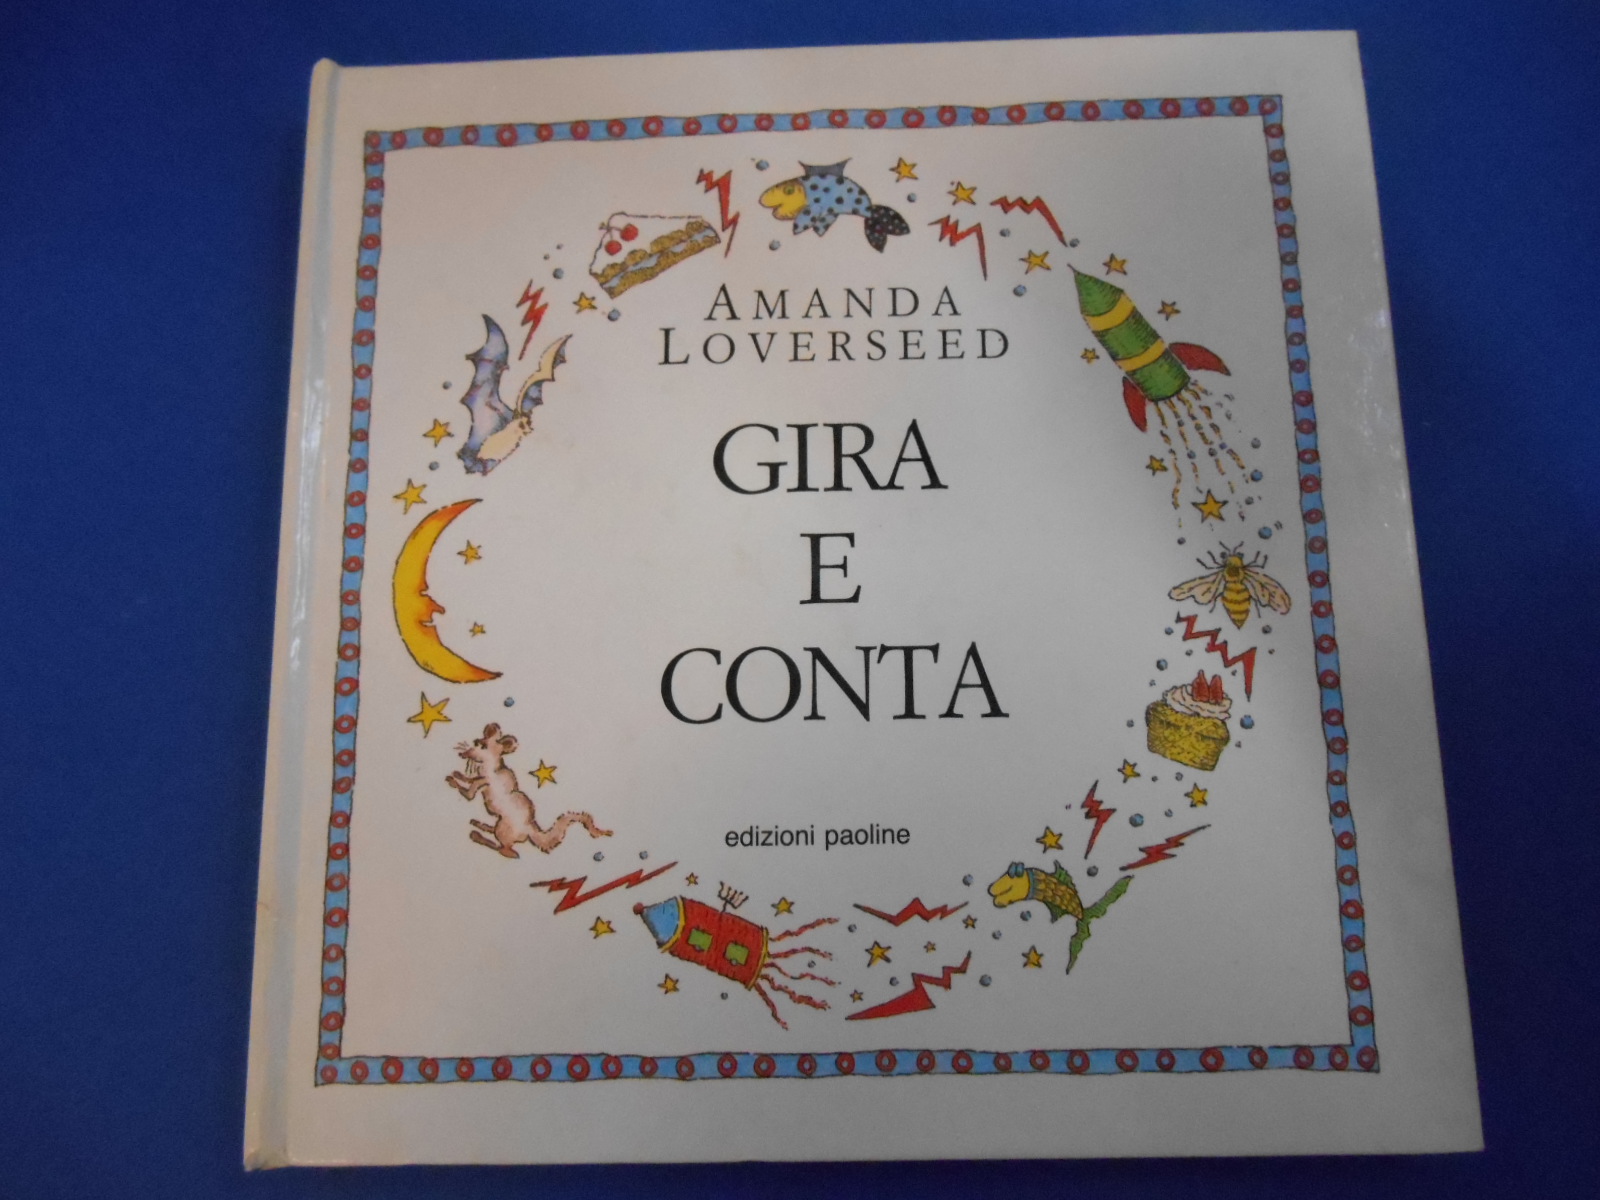 AMANDA
LOVERSEED
GIRA
E
CONTA
edizioni paoline